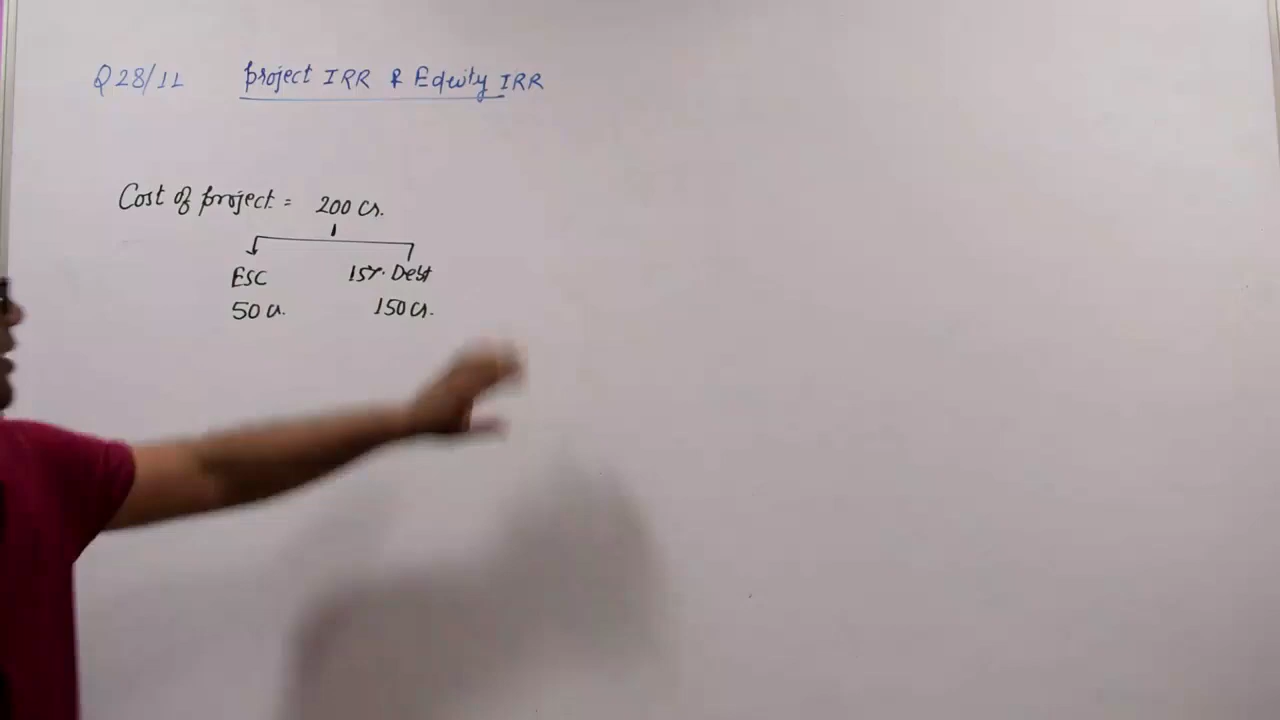 Q28/11 Project IRR & Equity IRR
Cost of project = 200 Cr.
ESC 15% Debt
50 Cr. 150 Cr.